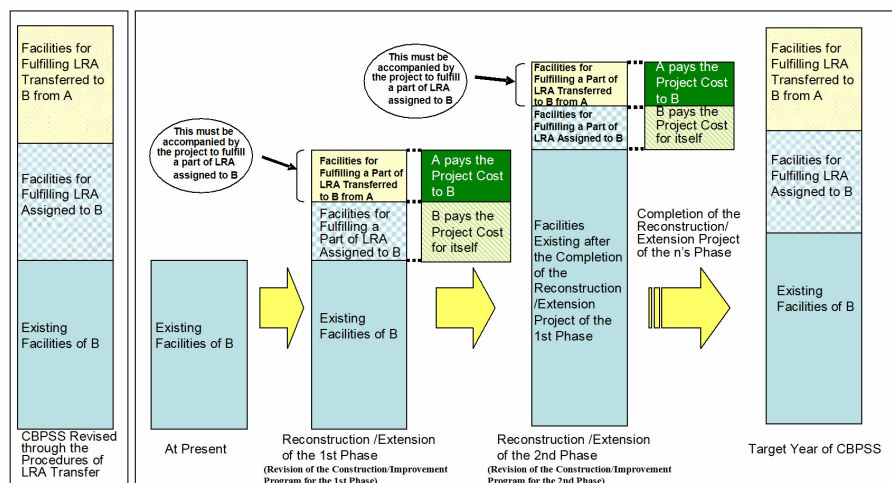 Facilities for
Fulfilling LRA
Transferred to
B from A
Facilities for
Fulfilling LRA
Assigned to B
Existing
Facilities of B
CBPSS Revised
through the
Procedures of
LRA Transfer
Existing
Facilities of B
At Present
This must be
accompanied by
the project to fulfill
a part of LRA
assigned to B
Facilities for
Fulfilling a Part of
LRA Transferred to
B from A
Facilities for
Fulfilling a
Part of LRA
Assigned to B
A pays the
Project Cost
to B
B pays the
Project Cost
for itself
Existing
Facilities of B
Reconstruction /Extension
of the 1st Phase
(Revision of the Construction/Improvement
Program for the 1st Phase)
This must be
accompanied by
the project to fulfill
a part of LRA
assigned to B
Facilities for
Fulfilling a Part of
LRA Transferred to
B from A
Facilities for
Fulfilling a Part of
LRA Assigned to B
A pays the
Project Cost
to B
B pays the
Project Cost
for itself
Facilities
Existing after
the Completion
of the
Reconstruction
/Extension
Project of the
1st Phase
Reconstruction /Extension
of the 2nd Phase
(Revision of the Construction/Improvement
Program for the 2nd Phase)
Completion of the
Reconstruction/
Extension Project
of the n's Phase
Facilities for
Fulfilling LRA
Transferred to
B from A
Facilities for
Fulfilling LRA
Assigned to B
Existing
Facilities of B
Target Year of CBPSS